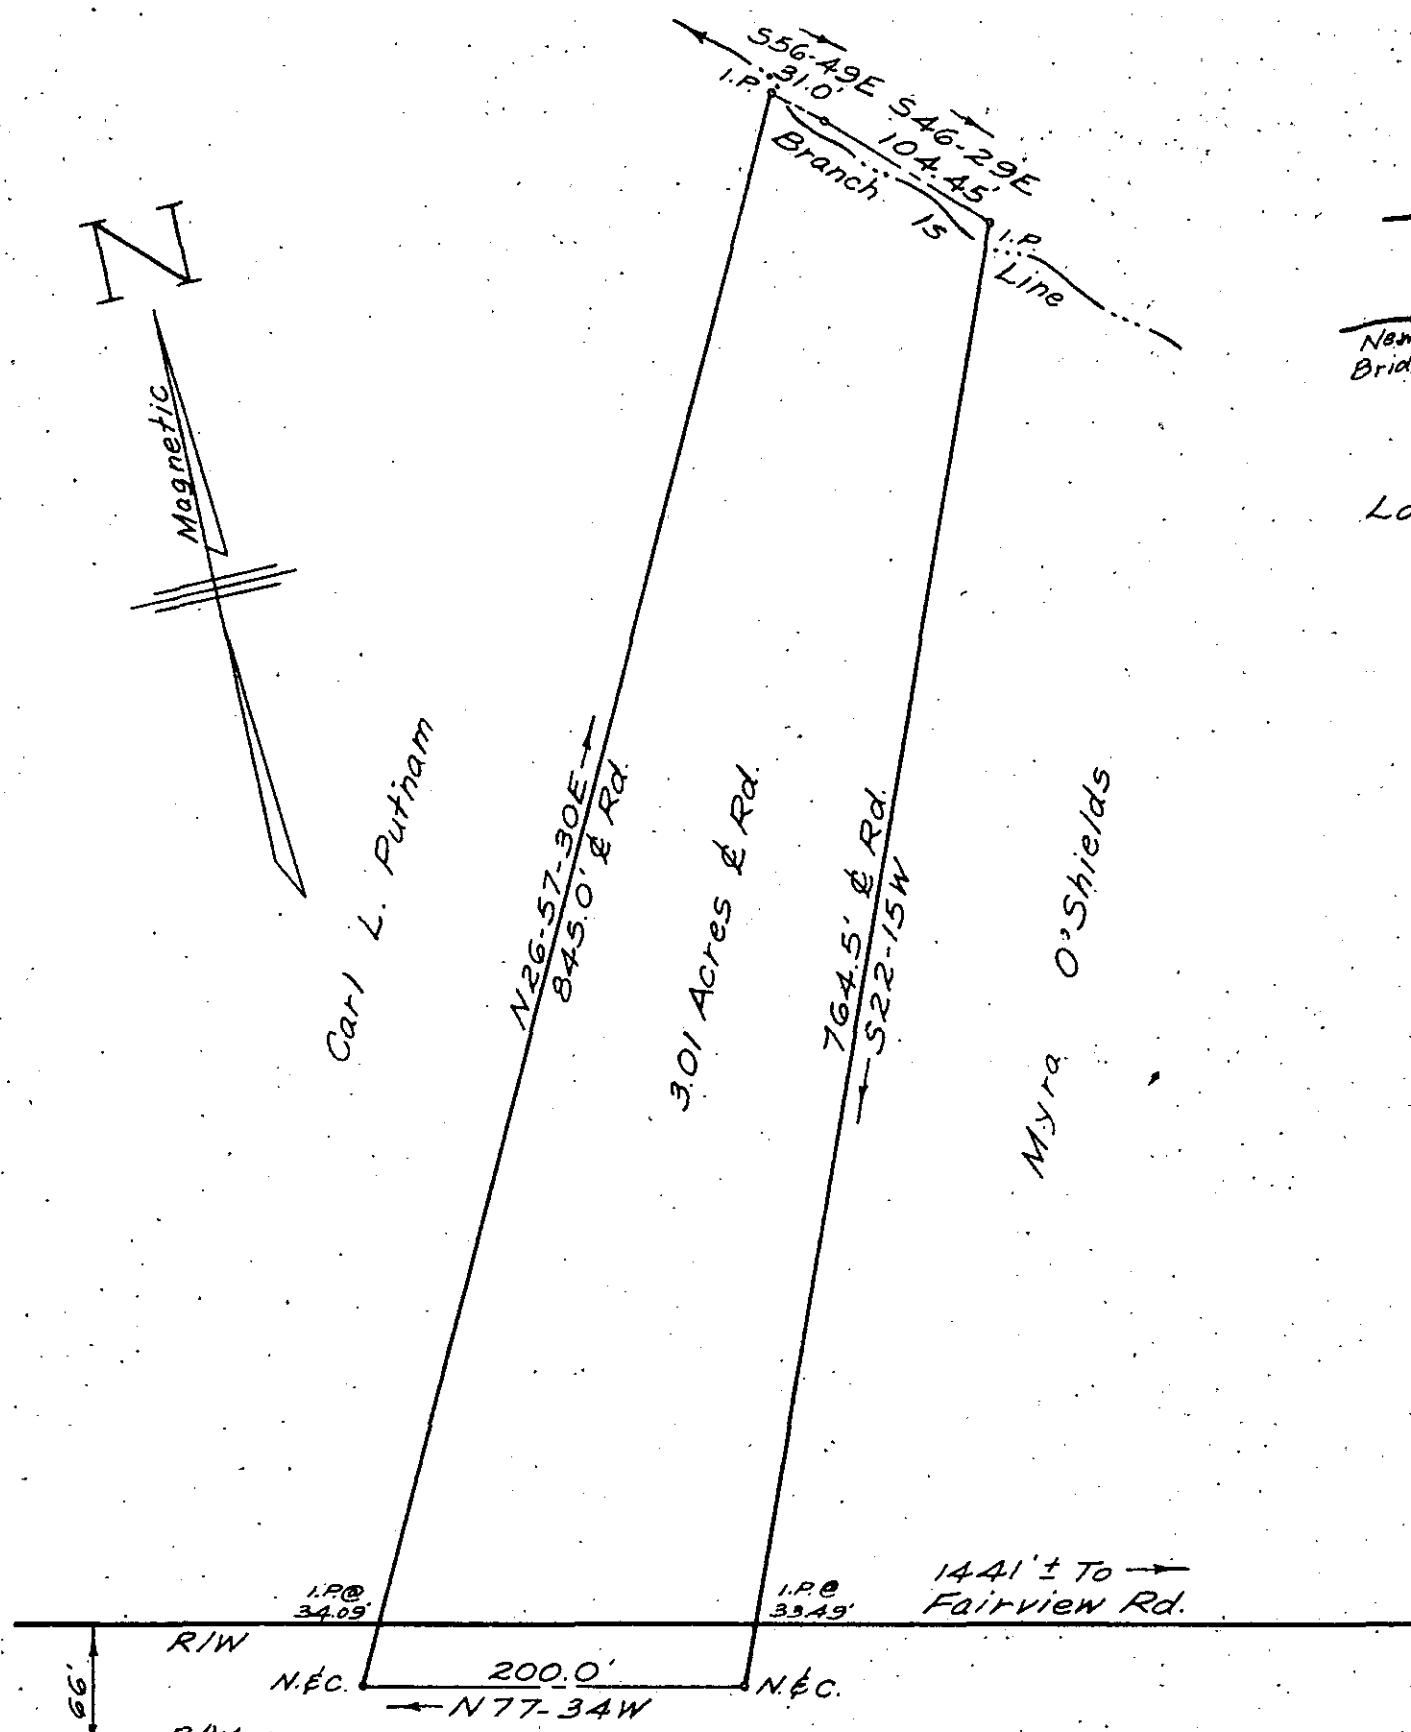 S56-49E
31.0'
I.P.
S46-29E
104.45'
Branch is Line
I.P.
N
Magnetic
Lo
Carl L. Putnam
N26-57-30E
845.0' ℄ Rd.
3.01 Acres ℄ Rd.
764.5' ℄ Rd.
S22-15W
Myra O'Shields
1441'± To
Fairview Rd.
I.P.@
34.09'
I.P.@
33.49'
R/W
66'
N.&C.
200.0'
N77-34W
N.&C.
R/W